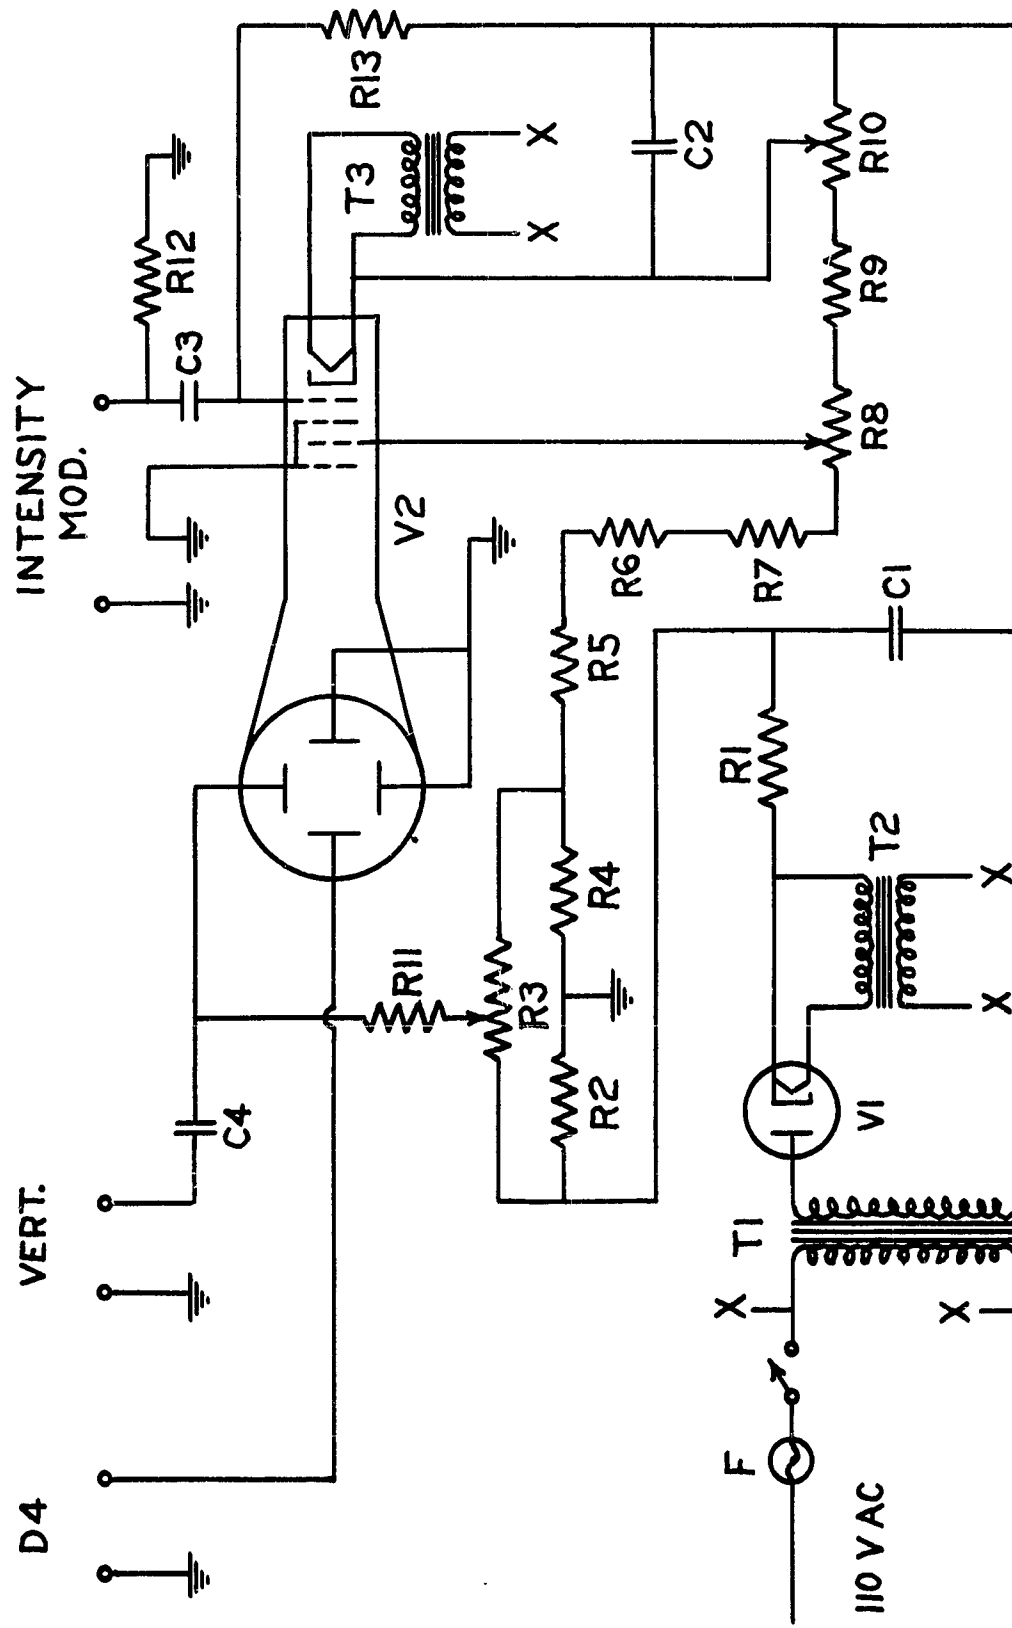 INTENSITY
MOD.
VERT.
D4
R12
C3
R13
T3
X
X
C2
V2
R10
R9
R8
R7
R6
R5
R4
R3
R2
R11
C4
C1
R1
T2
X
X
V1
T1
X
X
F
110 V AC